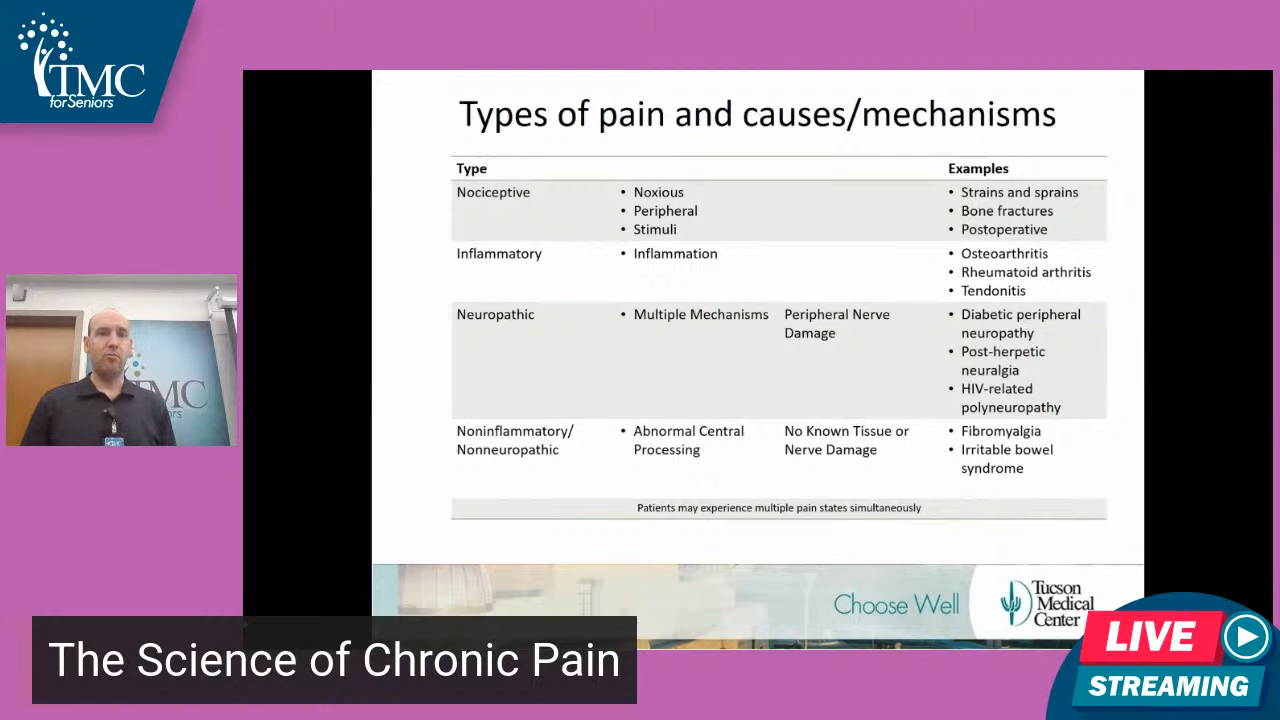 TMC
for Seniors
Types of pain and causes/mechanisms
Type Examples
Nociceptive • Noxious • Strains and sprains
• Peripheral • Bone fractures
• Stimuli • Postoperative
Inflammatory • Inflammation • Osteoarthritis
• Rheumatoid arthritis
• Tendonitis
Neuropathic • Multiple Mechanisms Peripheral Nerve • Diabetic peripheral
Damage neuropathy
• Post-herpetic
neuralgia
• HIV-related
polyneuropathy
Noninflammatory/ • Abnormal Central No Known Tissue or • Fibromyalgia
Nonneuropathic Processing Nerve Damage • Irritable bowel
syndrome
Patients may experience multiple pain states simultaneously
TMC
Choose Well
Tucson
Medical
Center
The Science of Chronic Pain
LIVE
STREAMING